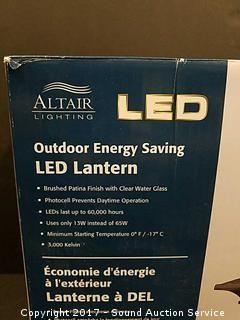 ALTAIR
LIGHTING
LED
Outdoor Energy Saving
LED Lantern
• Brushed Patina Finish with Clear Water Glass
• Photocell Prevents Daytime Operation
• LEDs last up to 60,000 hours
• Uses only 13W instead of 65W
• Minimum Starting Temperature 0° F / -17° C
• 3,000 Kelvin
Économie d'énergie
à l'extérieur
Lanterne à DEL
Copyright 2017 - Sound Auction Service